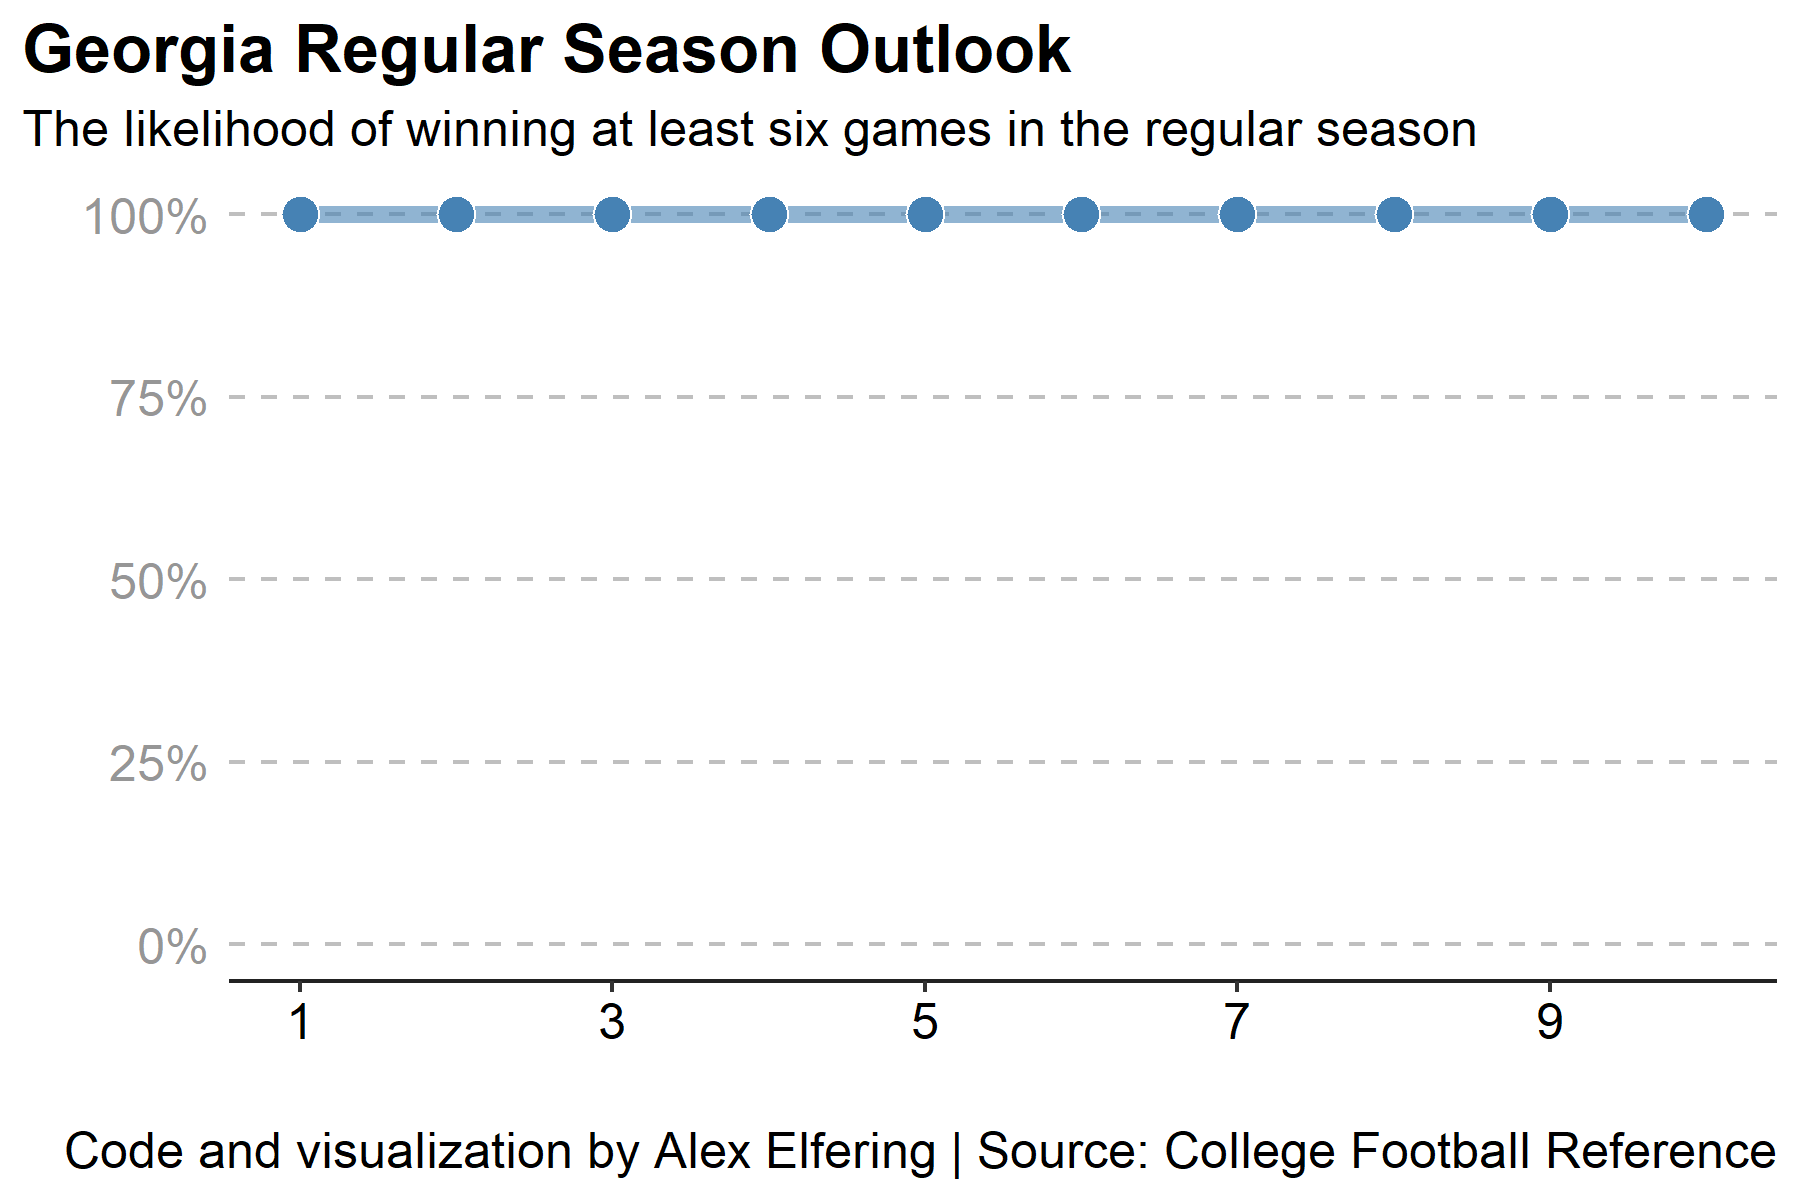 Georgia Regular Season Outlook
The likelihood of winning at least six games in the regular season
100%
75%
50%
25%
0%
1 3 5 7 9
Code and visualization by Alex Elfering | Source: College Football Reference